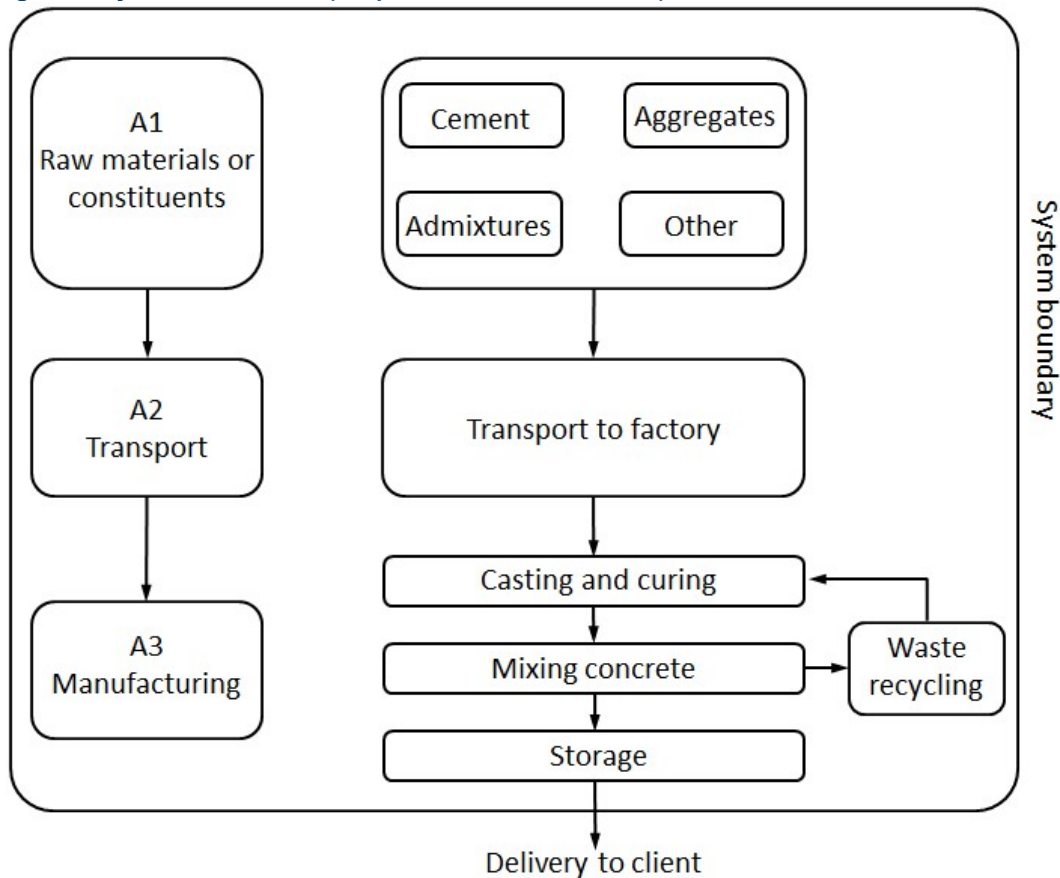 A1
Raw materials or
constituents
Cement
Aggregates
Admixtures
Other
System boundary
A2
Transport
Transport to factory
Casting and curing
A3
Manufacturing
Mixing concrete
Waste
recycling
Storage
Delivery to client